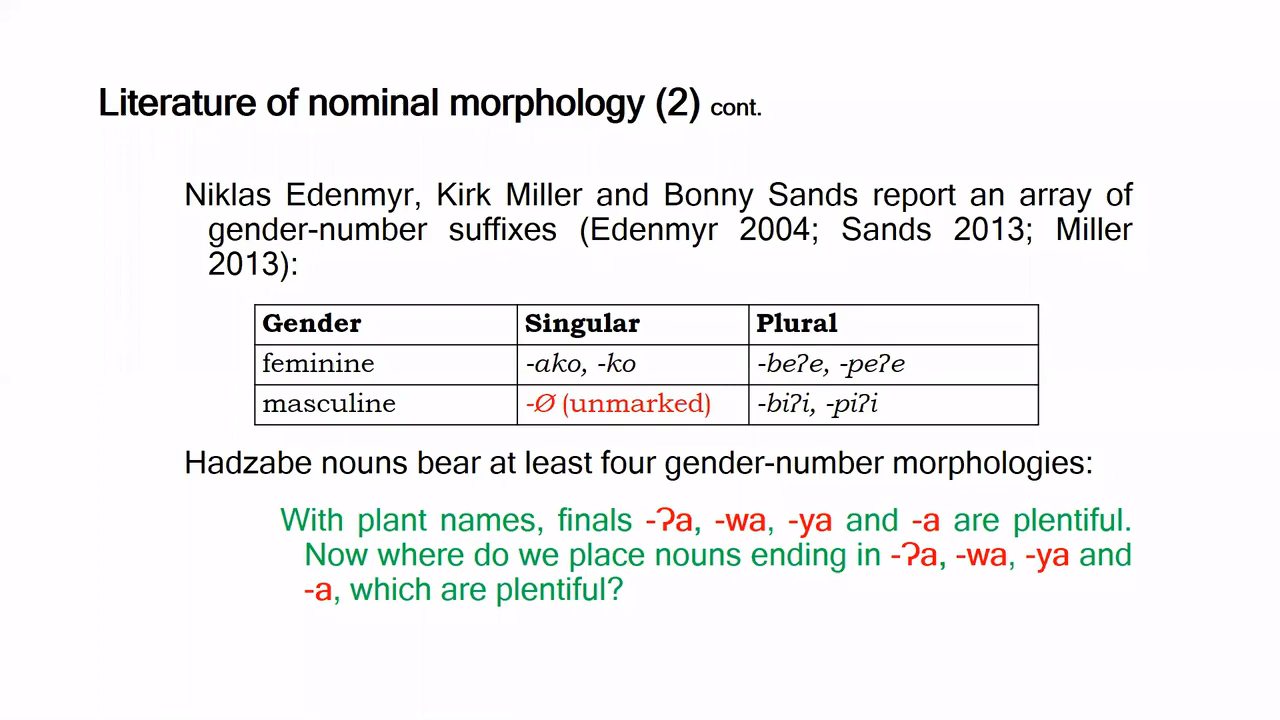 Literature of nominal morphology (2) cont.
Niklas Edenmyr, Kirk Miller and Bonny Sands report an array of
gender-number suffixes (Edenmyr 2004; Sands 2013; Miller
2013):
Gender Singular Plural
feminine -ako, -ko -beʔe, -peʔe
masculine -Ø (unmarked) -biʔi, -piʔi
Hadzabe nouns bear at least four gender-number morphologies:
With plant names, finals -ʔa, -wa, -ya and -a are plentiful.
Now where do we place nouns ending in -ʔa, -wa, -ya and
-a, which are plentiful?